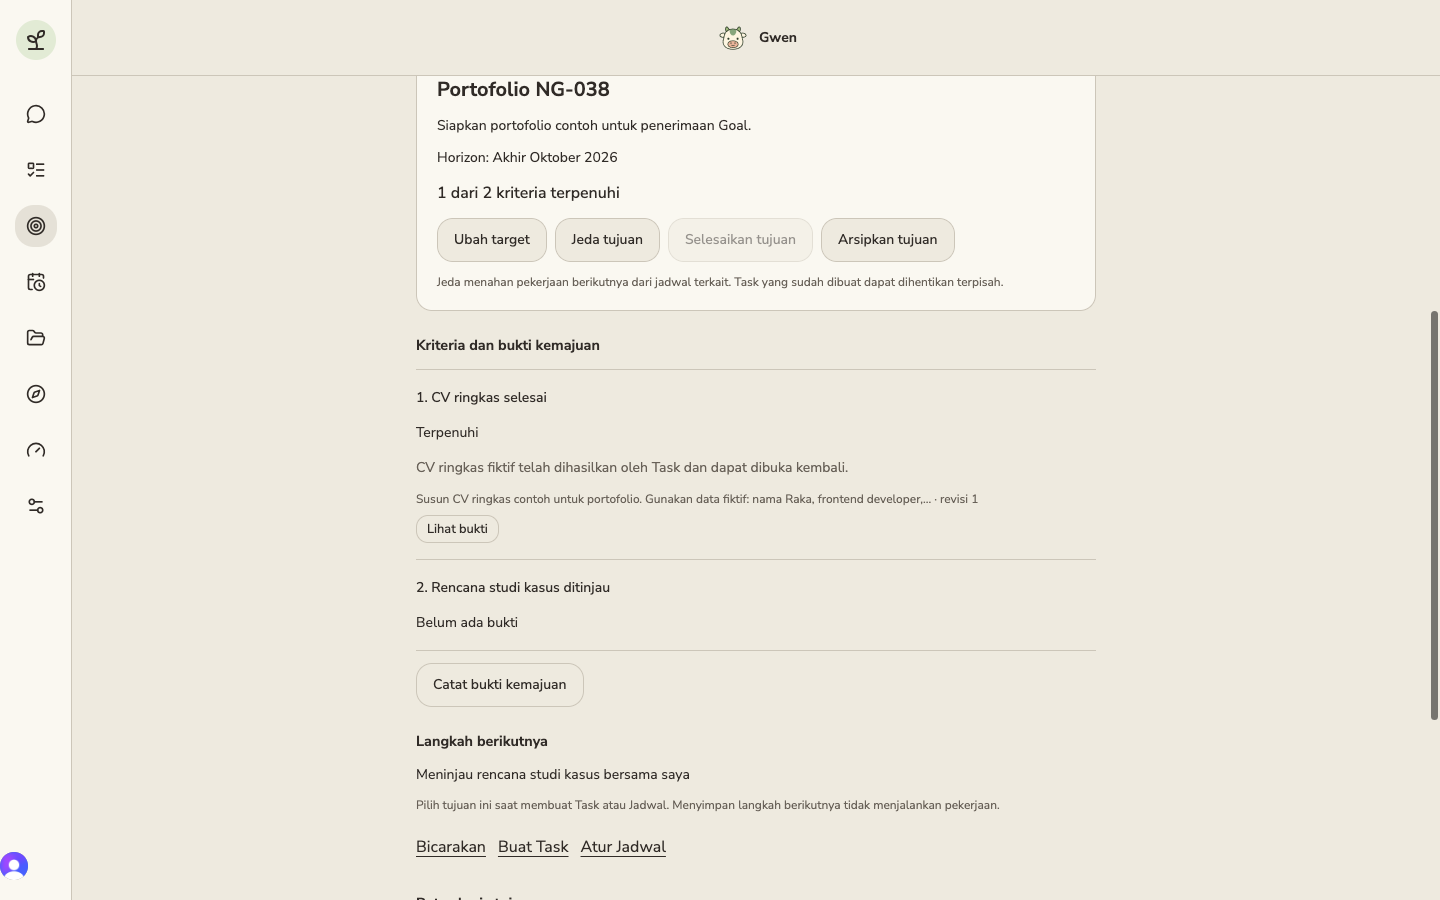 Gwen
Portofolio NG-038
Siapkan portofolio contoh untuk penerimaan Goal.
Horizon: Akhir Oktober 2026
1 dari 2 kriteria terpenuhi
Ubah target
Jeda tujuan
Selesaikan tujuan
Arsipkan tujuan
Jeda menahan pekerjaan berikutnya dari jadwal terkait. Task yang sudah dibuat dapat dihentikan terpisah.
Kriteria dan bukti kemajuan
1. CV ringkas selesai
Terpenuhi
CV ringkas fiktif telah dihasilkan oleh Task dan dapat dibuka kembali.
Susun CV ringkas contoh untuk portofolio. Gunakan data fiktif: nama Raka, frontend developer,... · revisi 1
Lihat bukti
2. Rencana studi kasus ditinjau
Belum ada bukti
Catat bukti kemajuan
Langkah berikutnya
Meninjau rencana studi kasus bersama saya
Pilih tujuan ini saat membuat Task atau Jadwal. Menyimpan langkah berikutnya tidak menjalankan pekerjaan.
Bicarakan
Buat Task
Atur Jadwal